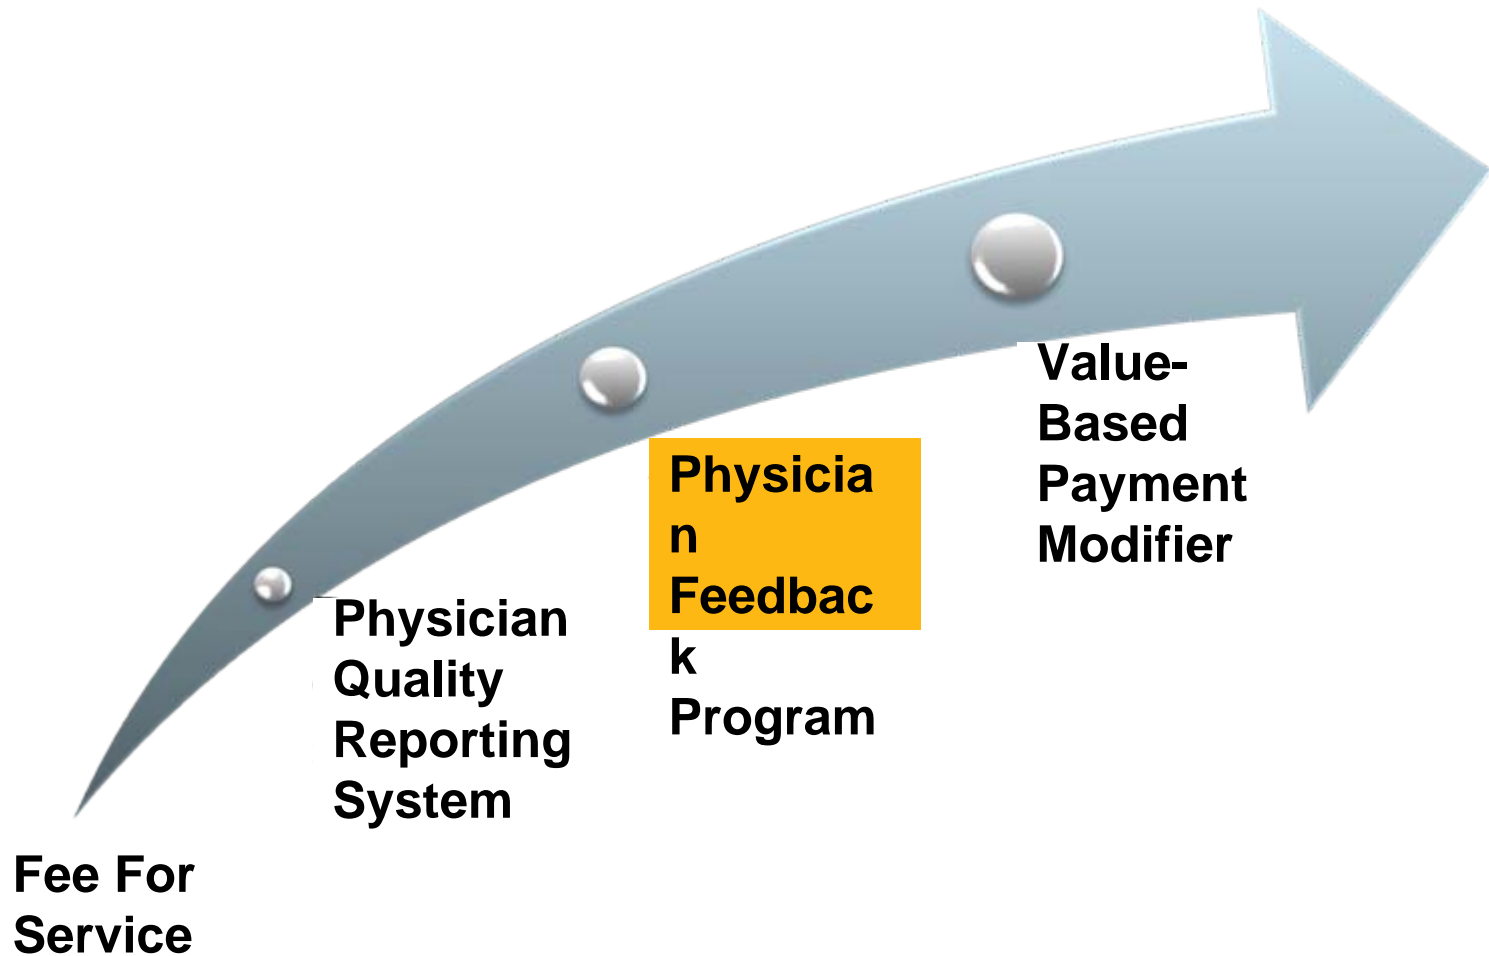 Fee For
Service
Physician
Quality
Reporting
System
Physicia
n
Feedbac
k
Program
Value-
Based
Payment
Modifier